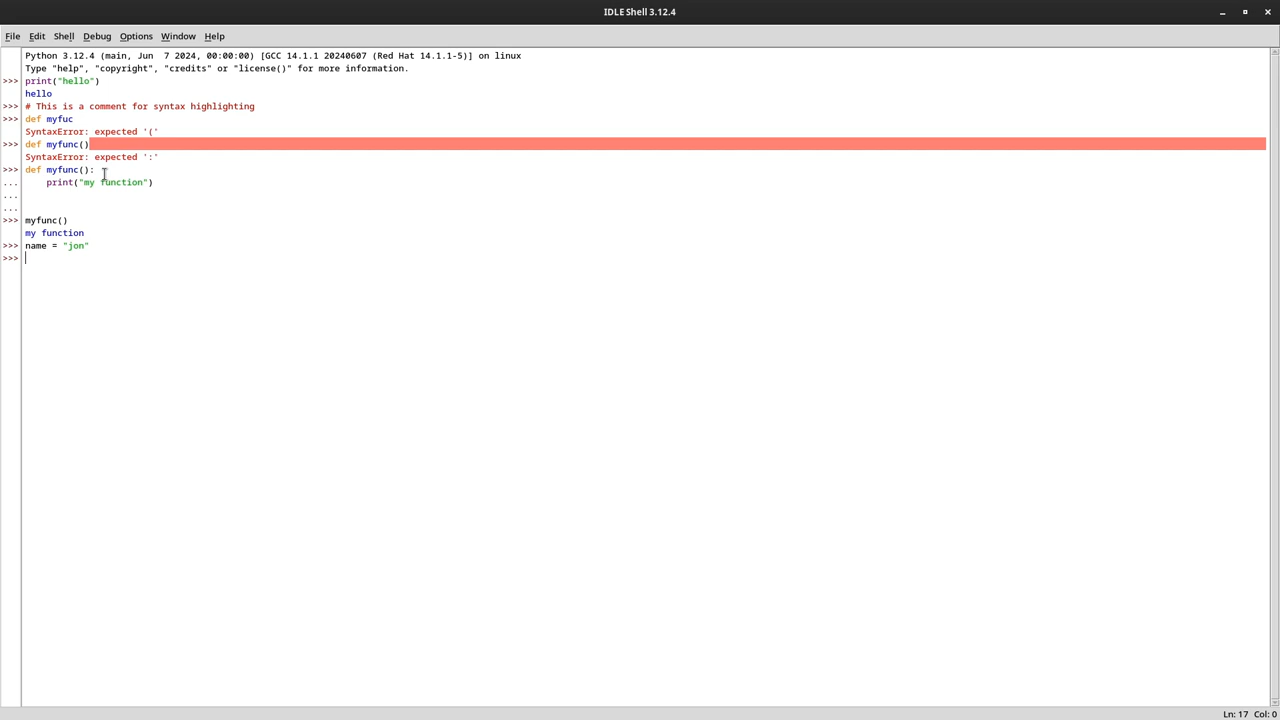 IDLE Shell 3.12.4
File Edit Shell Debug Options Window Help
Python 3.12.4 (main, Jun  7 2024, 00:00:00) [GCC 14.1.1 20240607 (Red Hat 14.1.1-5)] on linux
Type "help", "copyright", "credits" or "license()" for more information.
>>> print("hello")
hello
>>> # This is a comment for syntax highlighting
>>> def myfuc
SyntaxError: expected '('
>>> def myfunc()
SyntaxError: expected ':'
>>> def myfunc():
...     print("my function")
...
...
>>> myfunc()
my function
>>> name = "jon"
>>>
Ln: 17 Col: 0